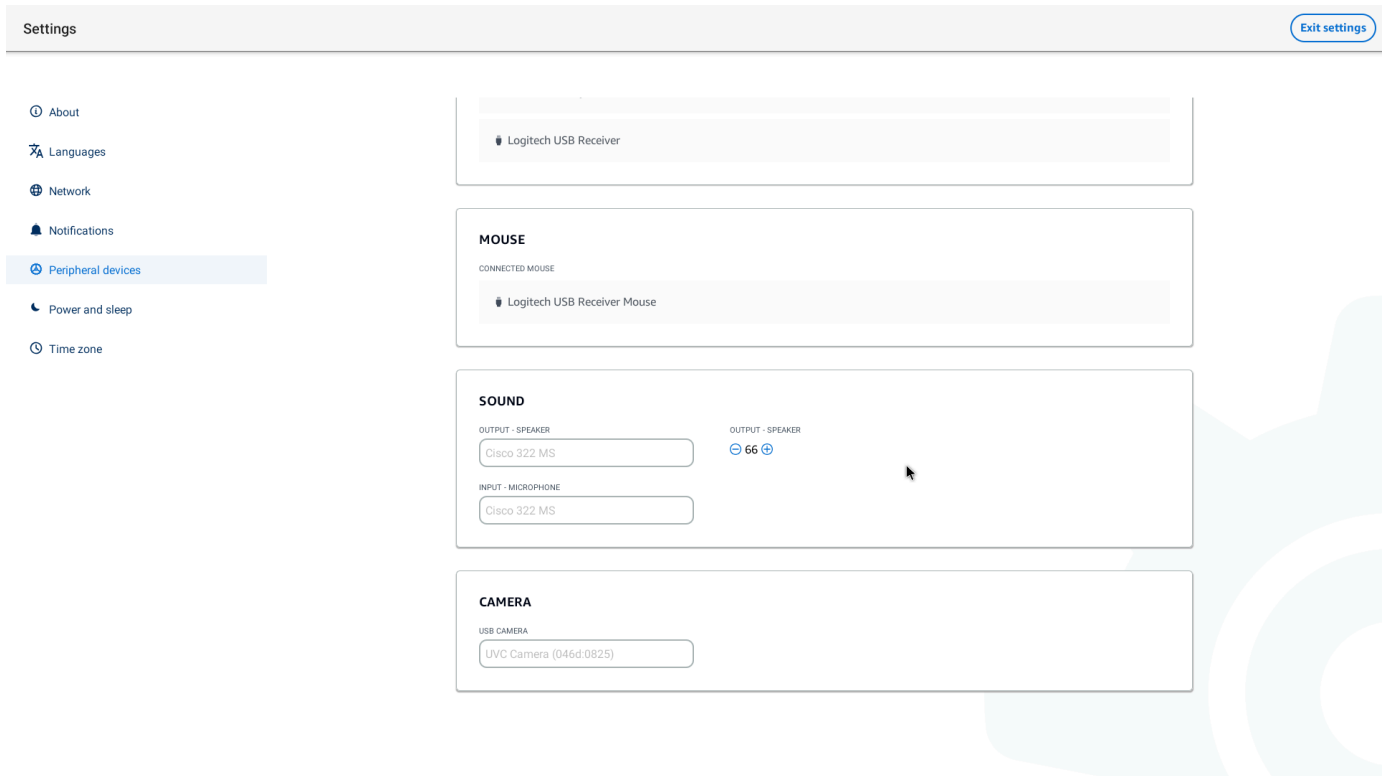 Settings
Exit settings
About
Languages
Network
Notifications
Peripheral devices
Power and sleep
Time zone
Logitech USB Receiver
MOUSE
CONNECTED MOUSE
Logitech USB Receiver Mouse
SOUND
OUTPUT - SPEAKER
Cisco 322 MS
OUTPUT - SPEAKER
66
INPUT - MICROPHONE
Cisco 322 MS
CAMERA
USB CAMERA
UVC Camera (046d:0825)